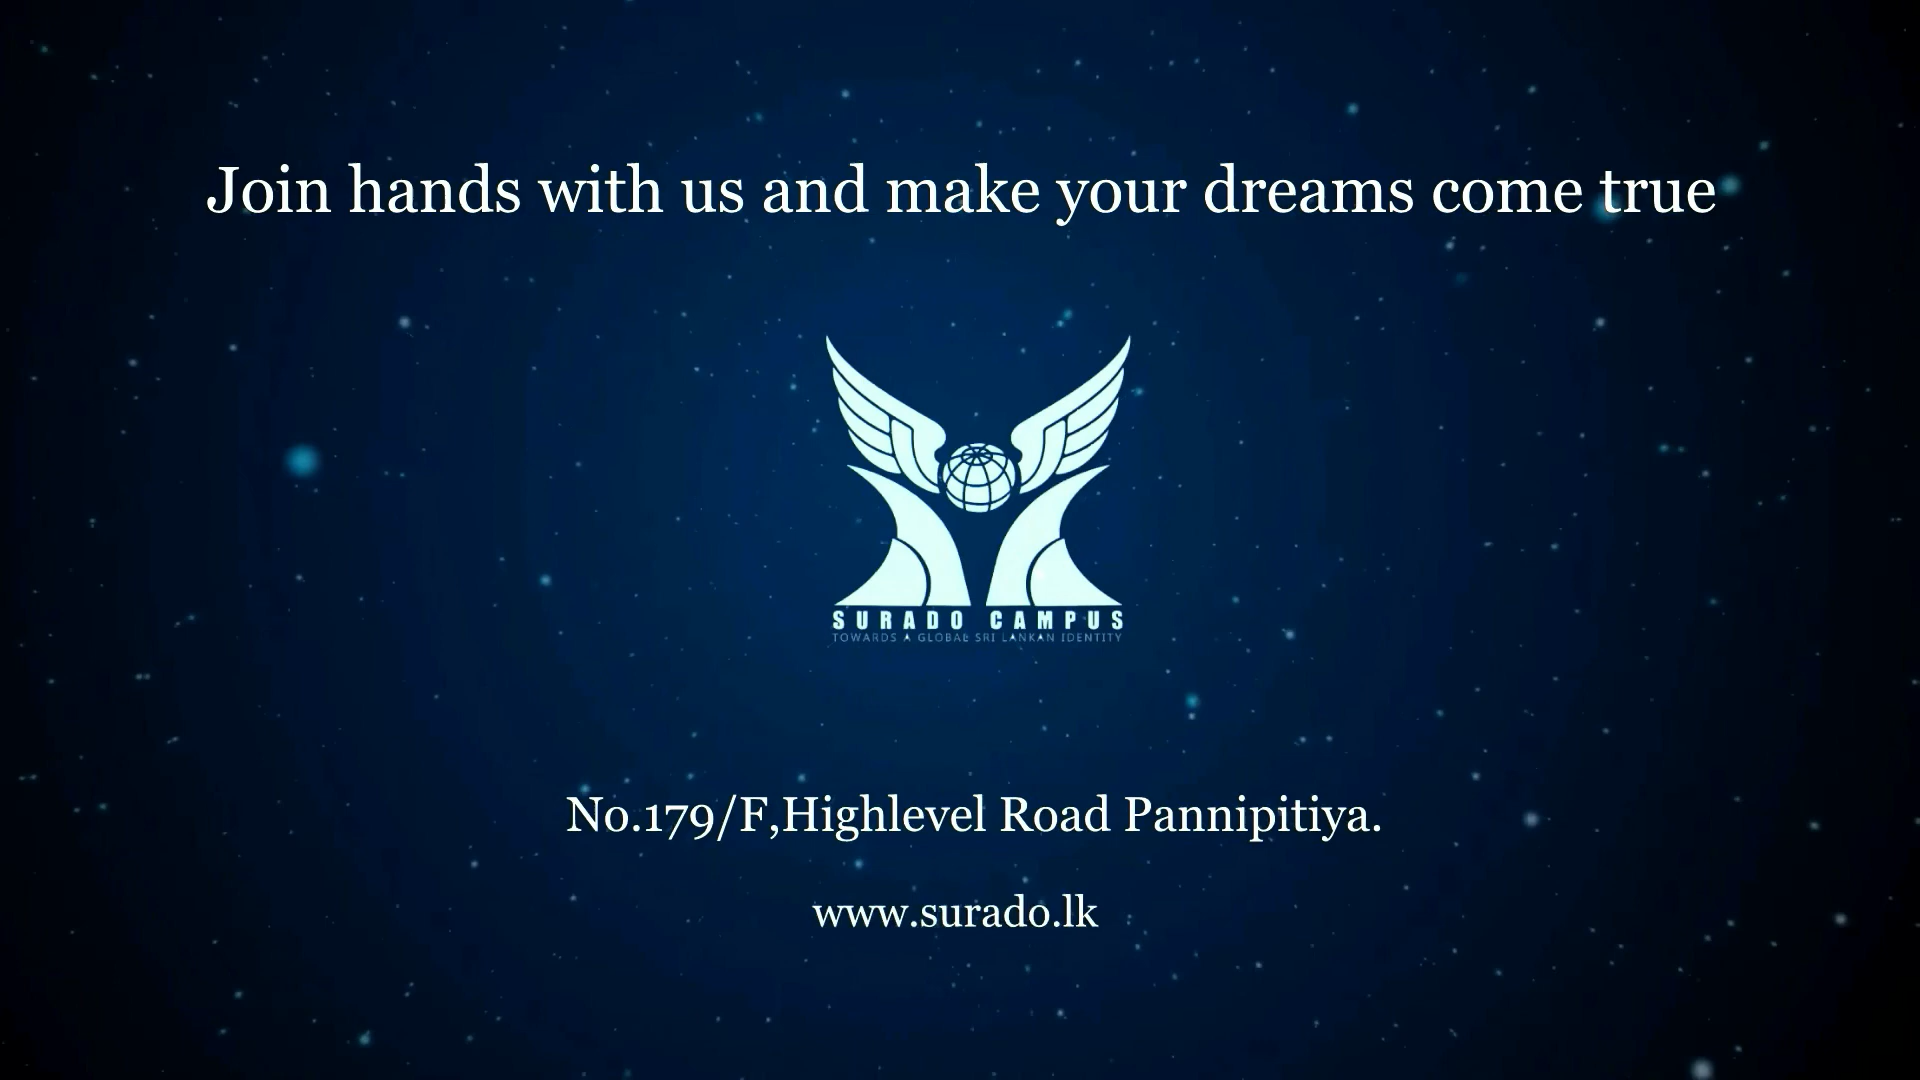 Join hands with us and make your dreams come true
SURADO CAMPUS
TOWARDS A GLOBAL SRI LANKAN IDENTITY
No.179/F,Highlevel Road Pannipitiya.
www.surado.lk